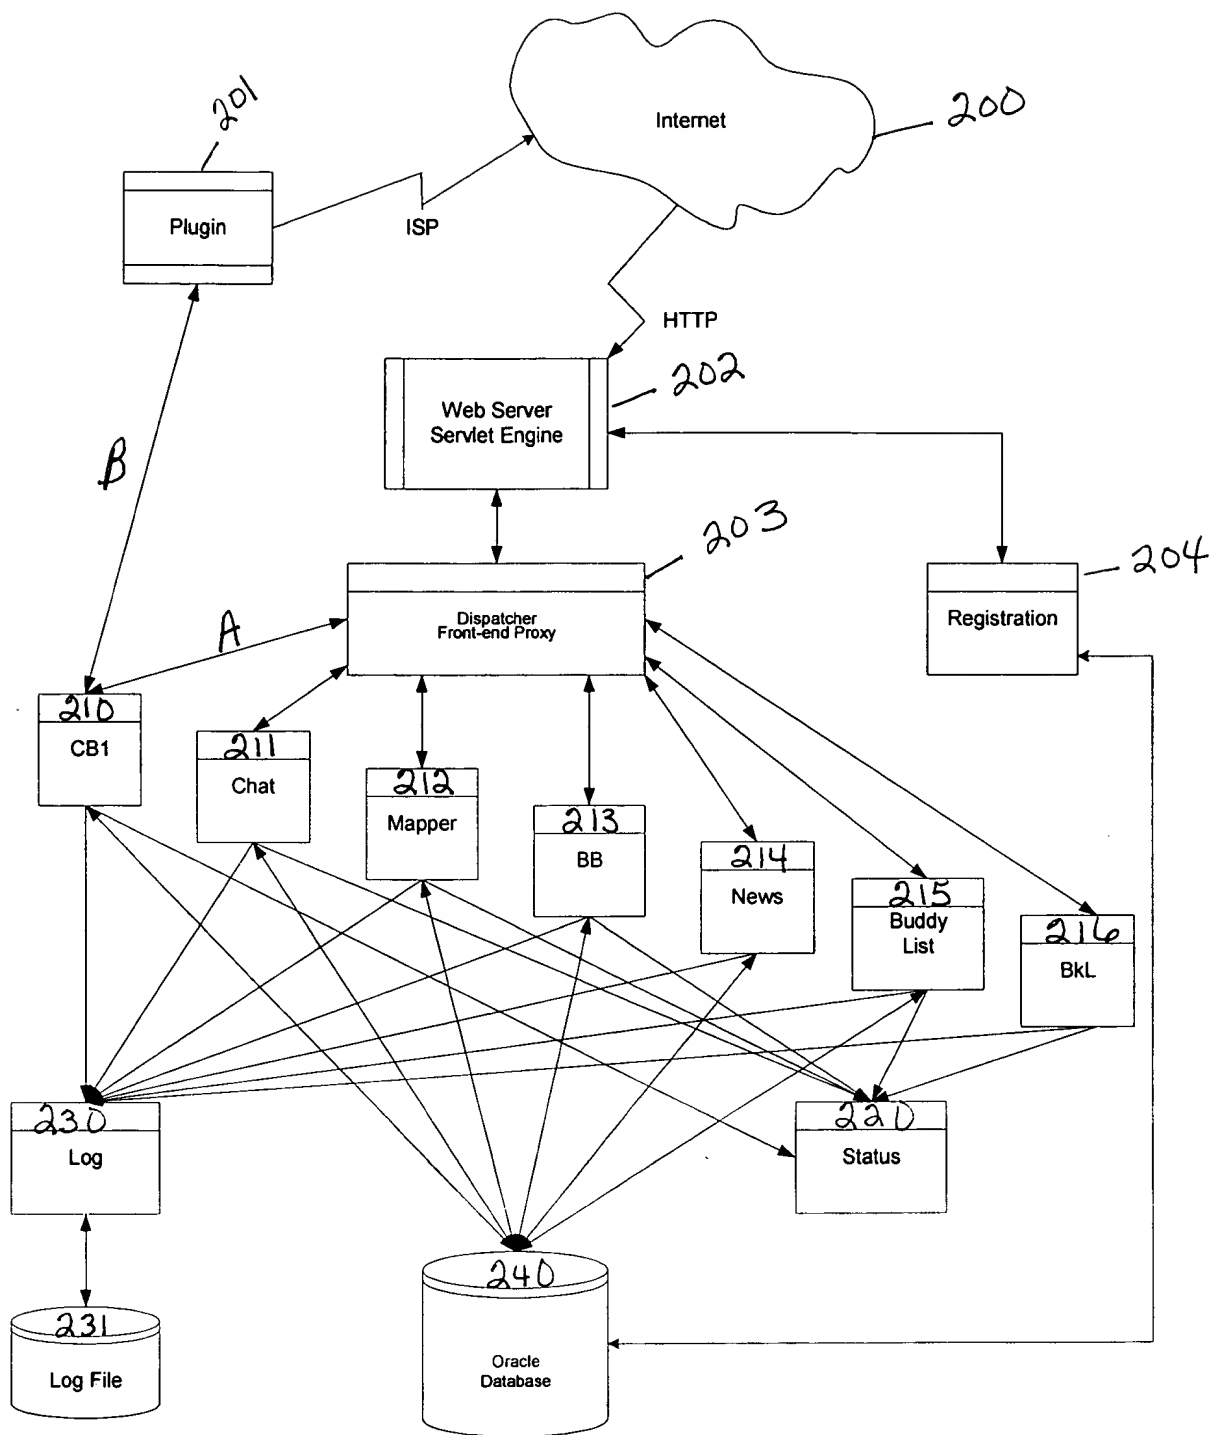 201
Internet
200
Plugin
ISP
HTTP
202
Web Server
Servlet Engine
B
203
204
A
Dispatcher
Front-end Proxy
Registration
210
CB1
211
Chat
212
Mapper
213
BB
214
News
215
Buddy
List
216
BkL
230
Log
220
Status
240
Oracle
Database
231
Log File